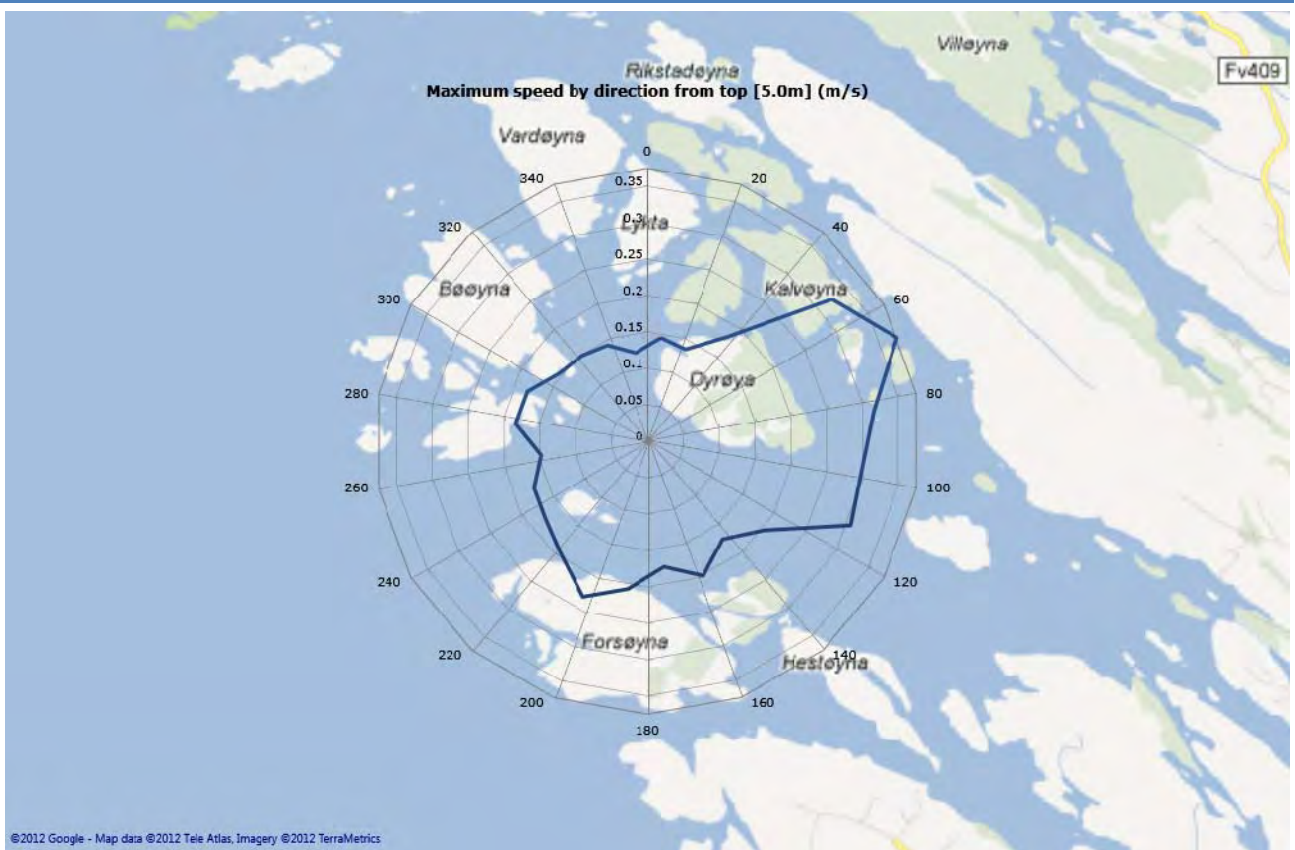 Villøyna
Rikstadøyna
Fv409
Maximum speed by direction from top [5.0m] (m/s)
Vardøyna
0
340
20
0.35
320
0.3
Lykta
40
0.25
Bøøyna
Kalvøyna
300
0.2
60
0.15
0.1
Dyrøya
280
0.05
80
0
260
100
240
120
Forsøyna
220
140
Hestøyna
200
160
180
©2012 Google - Map data ©2012 Tele Atlas, Imagery ©2012 TerraMetrics